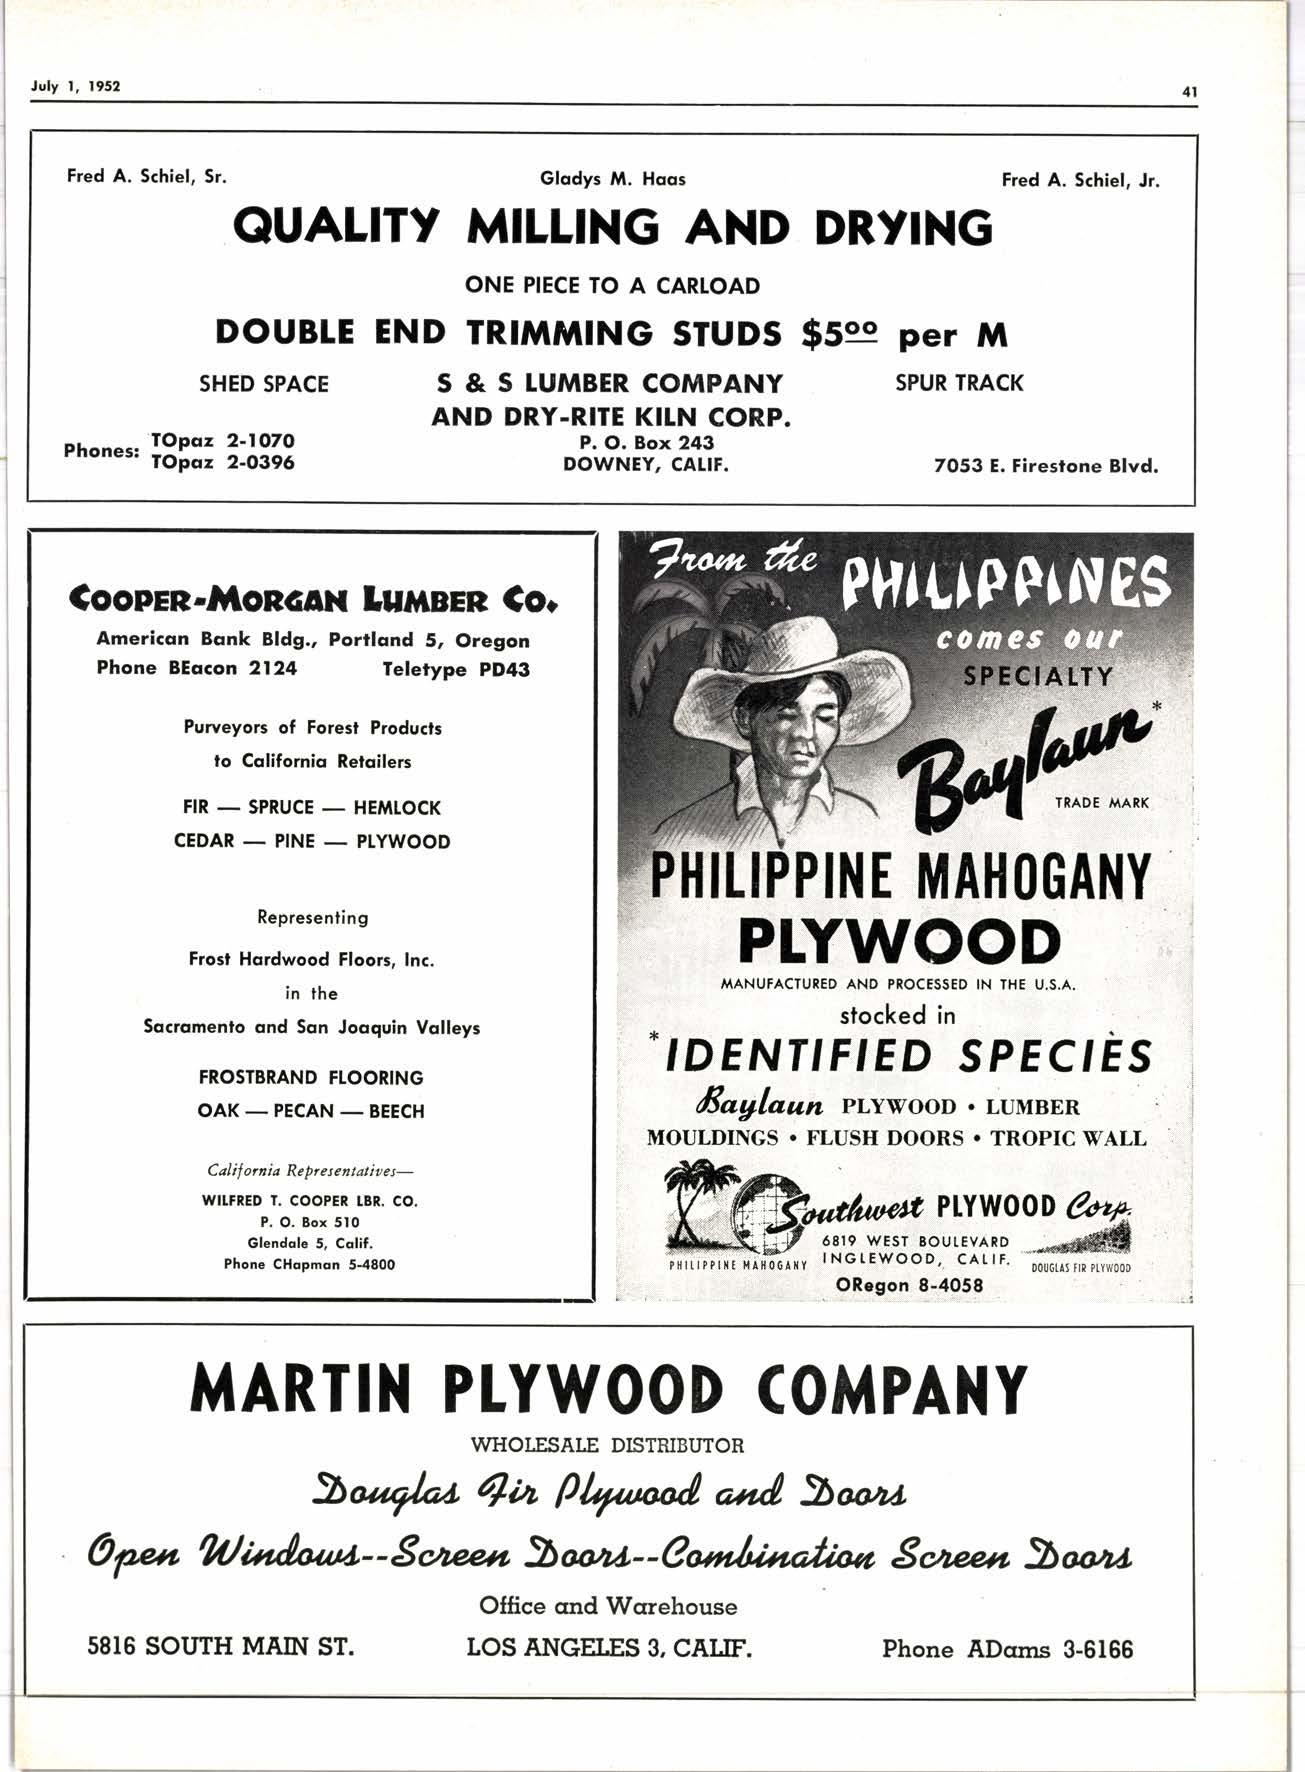 July 1, 1952
41
Fred A. Schiel, Sr.
Gladys M. Haas
Fred A. Schiel, Jr.
QUALITY MILLING AND DRYING
ONE PIECE TO A CARLOAD
DOUBLE END TRIMMING STUDS $5⁰⁰ per M
SHED SPACE
S & S LUMBER COMPANY
SPUR TRACK
AND DRY-RITE KILN CORP.
Phones:
TOpaz 2-1070
TOpaz 2-0396
P. O. Box 243
DOWNEY, CALIF.
7053 E. Firestone Blvd.
COOPER-MORGAN LUMBER CO.
American Bank Bldg., Portland 5, Oregon
Phone BEacon 2124 Teletype PD43
Purveyors of Forest Products
to California Retailers
FIR — SPRUCE — HEMLOCK
CEDAR — PINE — PLYWOOD
Representing
Frost Hardwood Floors, Inc.
in the
Sacramento and San Joaquin Valleys
FROSTBRAND FLOORING
OAK — PECAN — BEECH
California Representatives—
WILFRED T. COOPER LBR. CO.
P. O. Box 510
Glendale 5, Calif.
Phone CHapman 5-4800
From the PHILIPPINES
comes our
SPECIALTY
Baylaun*
TRADE MARK
PHILIPPINE MAHOGANY
PLYWOOD
MANUFACTURED AND PROCESSED IN THE U.S.A.
stocked in
*IDENTIFIED SPECIES
Baylaun PLYWOOD • LUMBER
MOULDINGS • FLUSH DOORS • TROPIC WALL
Southwest PLYWOOD Corp.
6819 WEST BOULEVARD
INGLEWOOD, CALIF.
PHILIPPINE MAHOGANY
DOUGLAS FIR PLYWOOD
ORegon 8-4058
MARTIN PLYWOOD COMPANY
WHOLESALE DISTRIBUTOR
Douglas Fir Plywood and Doors
Open Windows--Screen Doors--Combination Screen Doors
Office and Warehouse
5816 SOUTH MAIN ST.
LOS ANGELES 3, CALIF.
Phone ADams 3-6166